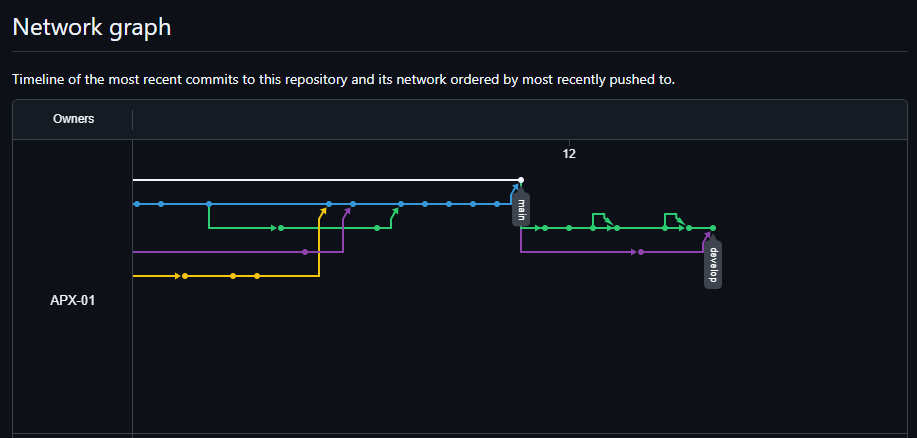 Network graph
Timeline of the most recent commits to this repository and its network ordered by most recently pushed to.
Owners
12
main
develop
APX-01